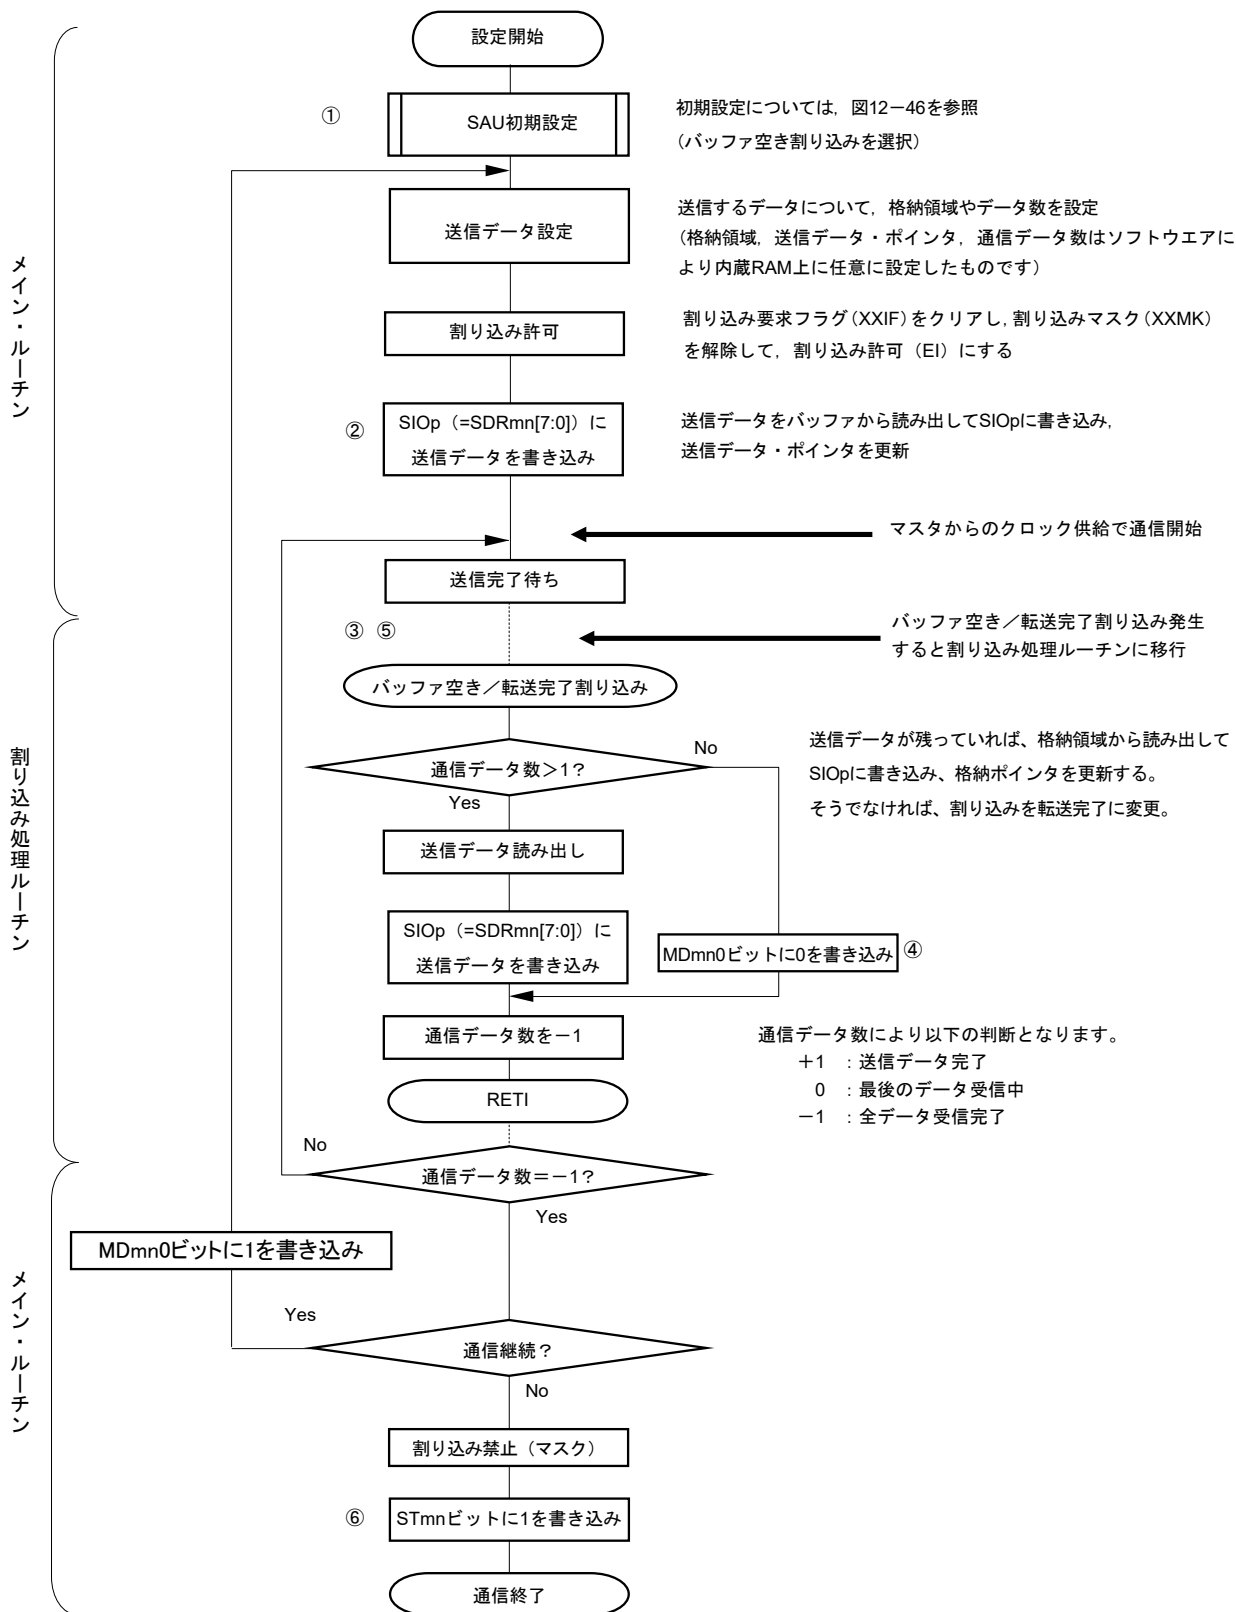 設定開始
①
SAU初期設定
初期設定については，図12－46を参照
（バッファ空き割り込みを選択）
送信データ設定
送信するデータについて，格納領域やデータ数を設定
（格納領域，送信データ・ポインタ，通信データ数はソフトウエアに
より内蔵RAM上に任意に設定したものです）
メイン・ルーチン
割り込み許可
割り込み要求フラグ（XXIF）をクリアし，割り込みマスク（XXMK）
を解除して，割り込み許可（EI）にする
②
SIOp（=SDRmn[7:0]）に
送信データを書き込み
送信データをバッファから読み出してSIOpに書き込み，
送信データ・ポインタを更新
マスタからのクロック供給で通信開始
送信完了待ち
③ ⑤
バッファ空き／転送完了割り込み発生
すると割り込み処理ルーチンに移行
バッファ空き／転送完了割り込み
割り込み処理ルーチン
通信データ数＞1？
No
Yes
送信データが残っていれば、格納領域から読み出して
SIOpに書き込み、格納ポインタを更新する。
そうでなければ、割り込みを転送完了に変更。
送信データ読み出し
SIOp（=SDRmn[7:0]）に
送信データを書き込み
MDmn0ビットに0を書き込み
④
通信データ数を－1
通信データ数により以下の判断となります。
＋1 ：送信データ完了
0 ：最後のデータ受信中
－1 ：全データ受信完了
RETI
No
通信データ数＝－1？
Yes
MDmn0ビットに1を書き込み
メイン・ルーチン
Yes
通信継続？
No
割り込み禁止（マスク）
⑥
STmnビットに1を書き込み
通信終了